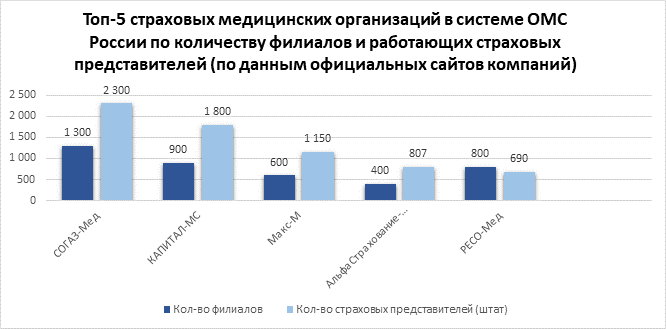 Топ-5 страховых медицинских организаций в системе ОМС
России по количеству филиалов и работающих страховых
представителей (по данным официальных сайтов компаний)
2 500
2 000
1 500
1 000
500
0
1 300
2 300
900
1 800
600
1 150
400
807
800
690
СОГАЗ-Мед
КАПИТАЛ-МС
Макс-М
АльфаСтрахование-...
РЕСО-Мед
Кол-во филиалов
Кол-во страховых представителей (штат)